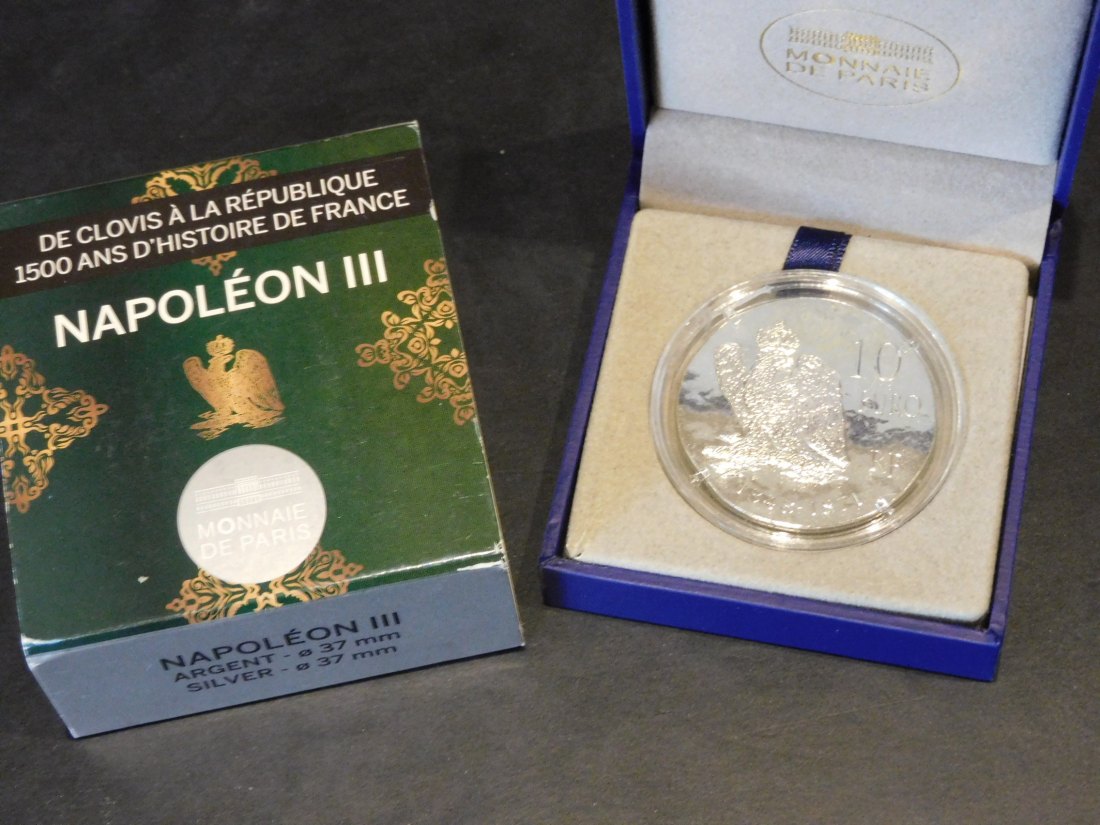 DE CLOVIS À LA RÉPUBLIQUE
1500 ANS D'HISTOIRE DE FRANCE
NAPOLÉON III
MONNAIE
DE PARIS
NAPOLÉON III
ARGENT - ø 37 mm
SILVER - ø 37 mm
MONNAIE
DE PARIS
10
EURO
RF